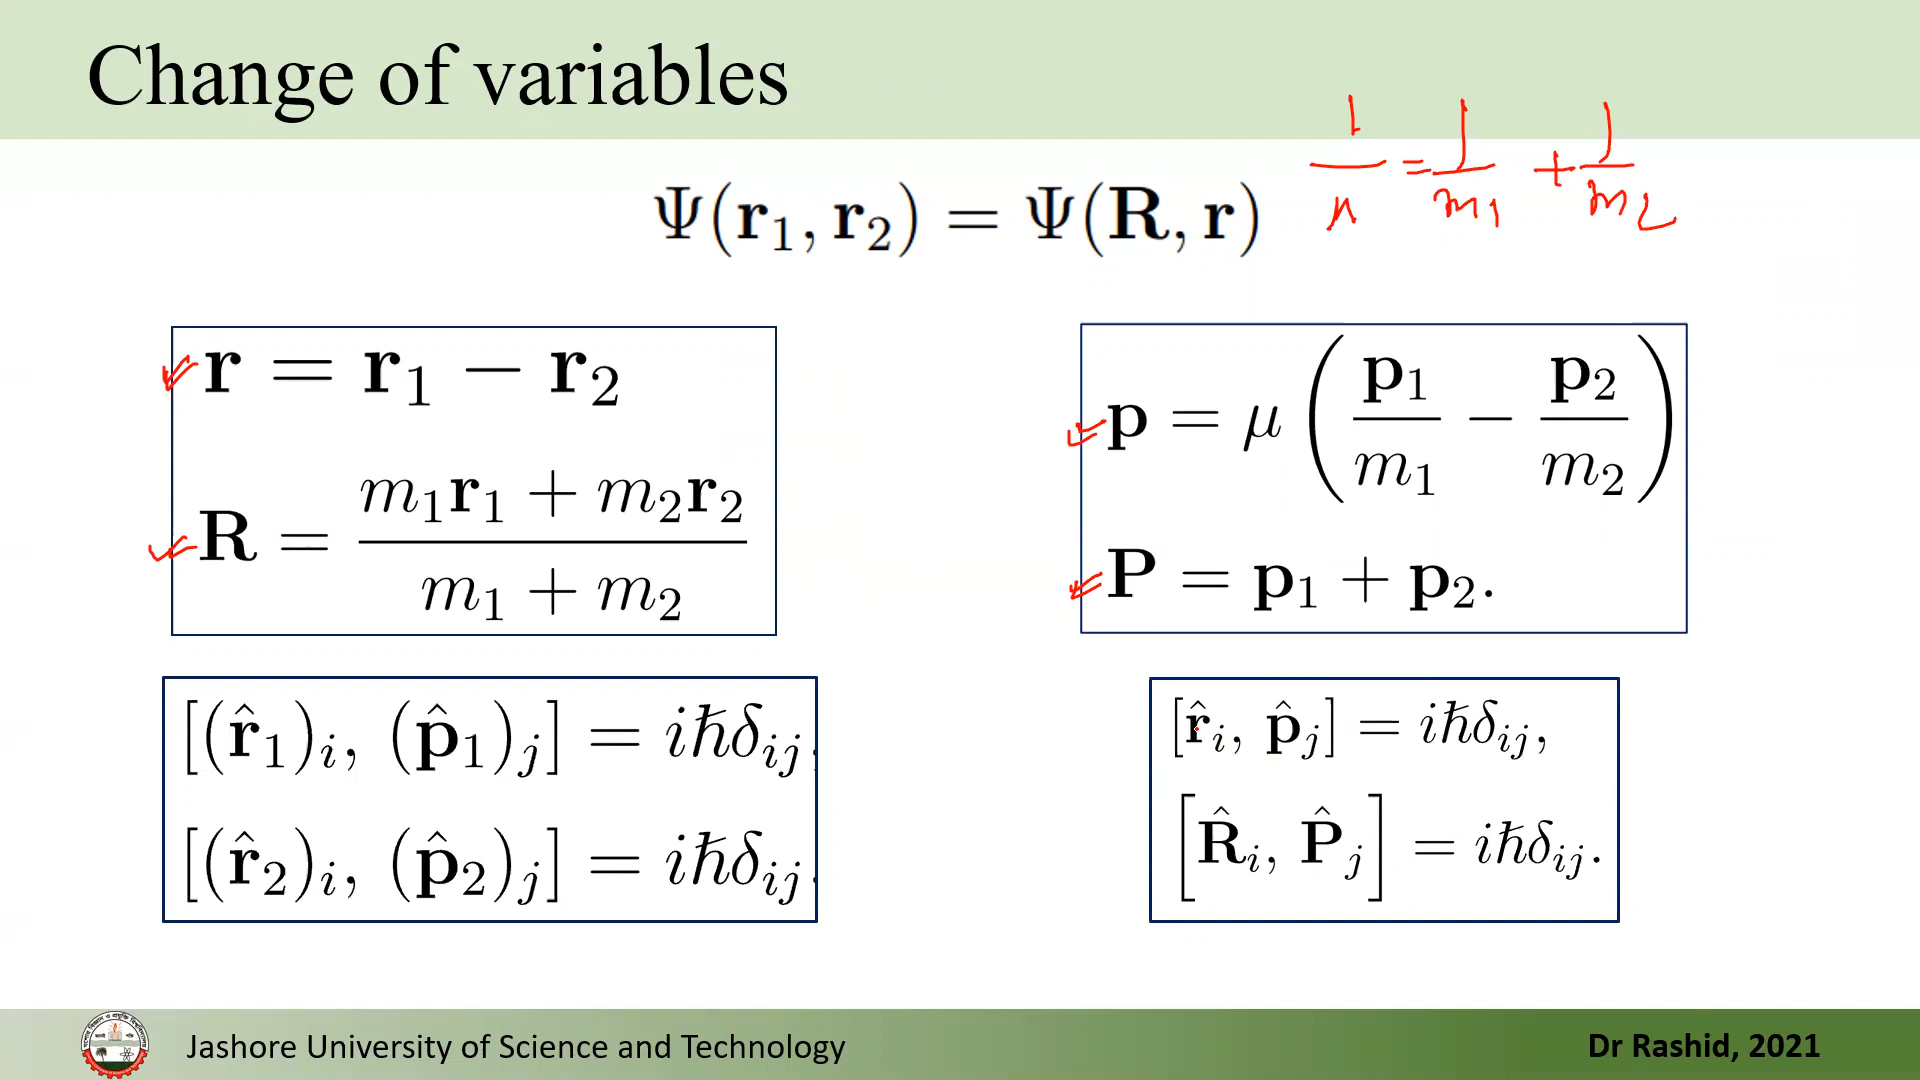 Change of variables
1/μ = 1/m₁ + 1/m₂
Ψ(r₁, r₂) = Ψ(R, r)
r = r₁ − r₂
R = (m₁r₁ + m₂r₂)/(m₁ + m₂)
p = μ (p₁/m₁ − p₂/m₂)
P = p₁ + p₂.
[(r̂₁)ᵢ, (p̂₁)ⱼ] = iħδᵢⱼ,
[(r̂₂)ᵢ, (p̂₂)ⱼ] = iħδᵢⱼ.
[r̂ᵢ, p̂ⱼ] = iħδᵢⱼ,
[R̂ᵢ, P̂ⱼ] = iħδᵢⱼ.
Jashore University of Science and Technology
Dr Rashid, 2021